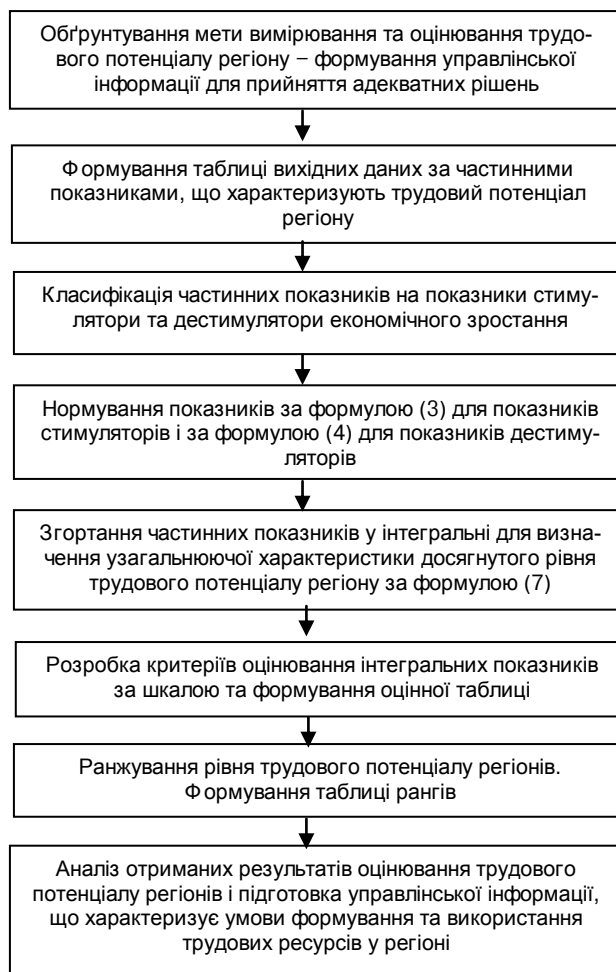 Обґрунтування мети вимірювання та оцінювання трудо-
вого потенціалу регіону – формування управлінської
інформації для прийняття адекватних рішень
Формування таблиці вихідних даних за частинними
показниками, що характеризують трудовий потенціал
регіону
Класифікація частинних показників на показники стиму-
лятори та дестимулятори економічного зростання
Нормування показників за формулою (3) для показників
стимуляторів і за формулою (4) для показників дестиму-
ляторів
Згортання частинних показників у інтегральні для визна-
чення узагальнюючої характеристики досягнутого рівня
трудового потенціалу регіону за формулою (7)
Розробка критеріїв оцінювання інтегральних показників
за шкалою та формування оцінної таблиці
Ранжування рівня трудового потенціалу регіонів.
Формування таблиці рангів
Аналіз отриманих результатів оцінювання трудового
потенціалу регіонів і підготовка управлінської інформації,
що характеризує умови формування та використання
трудових ресурсів у регіоні